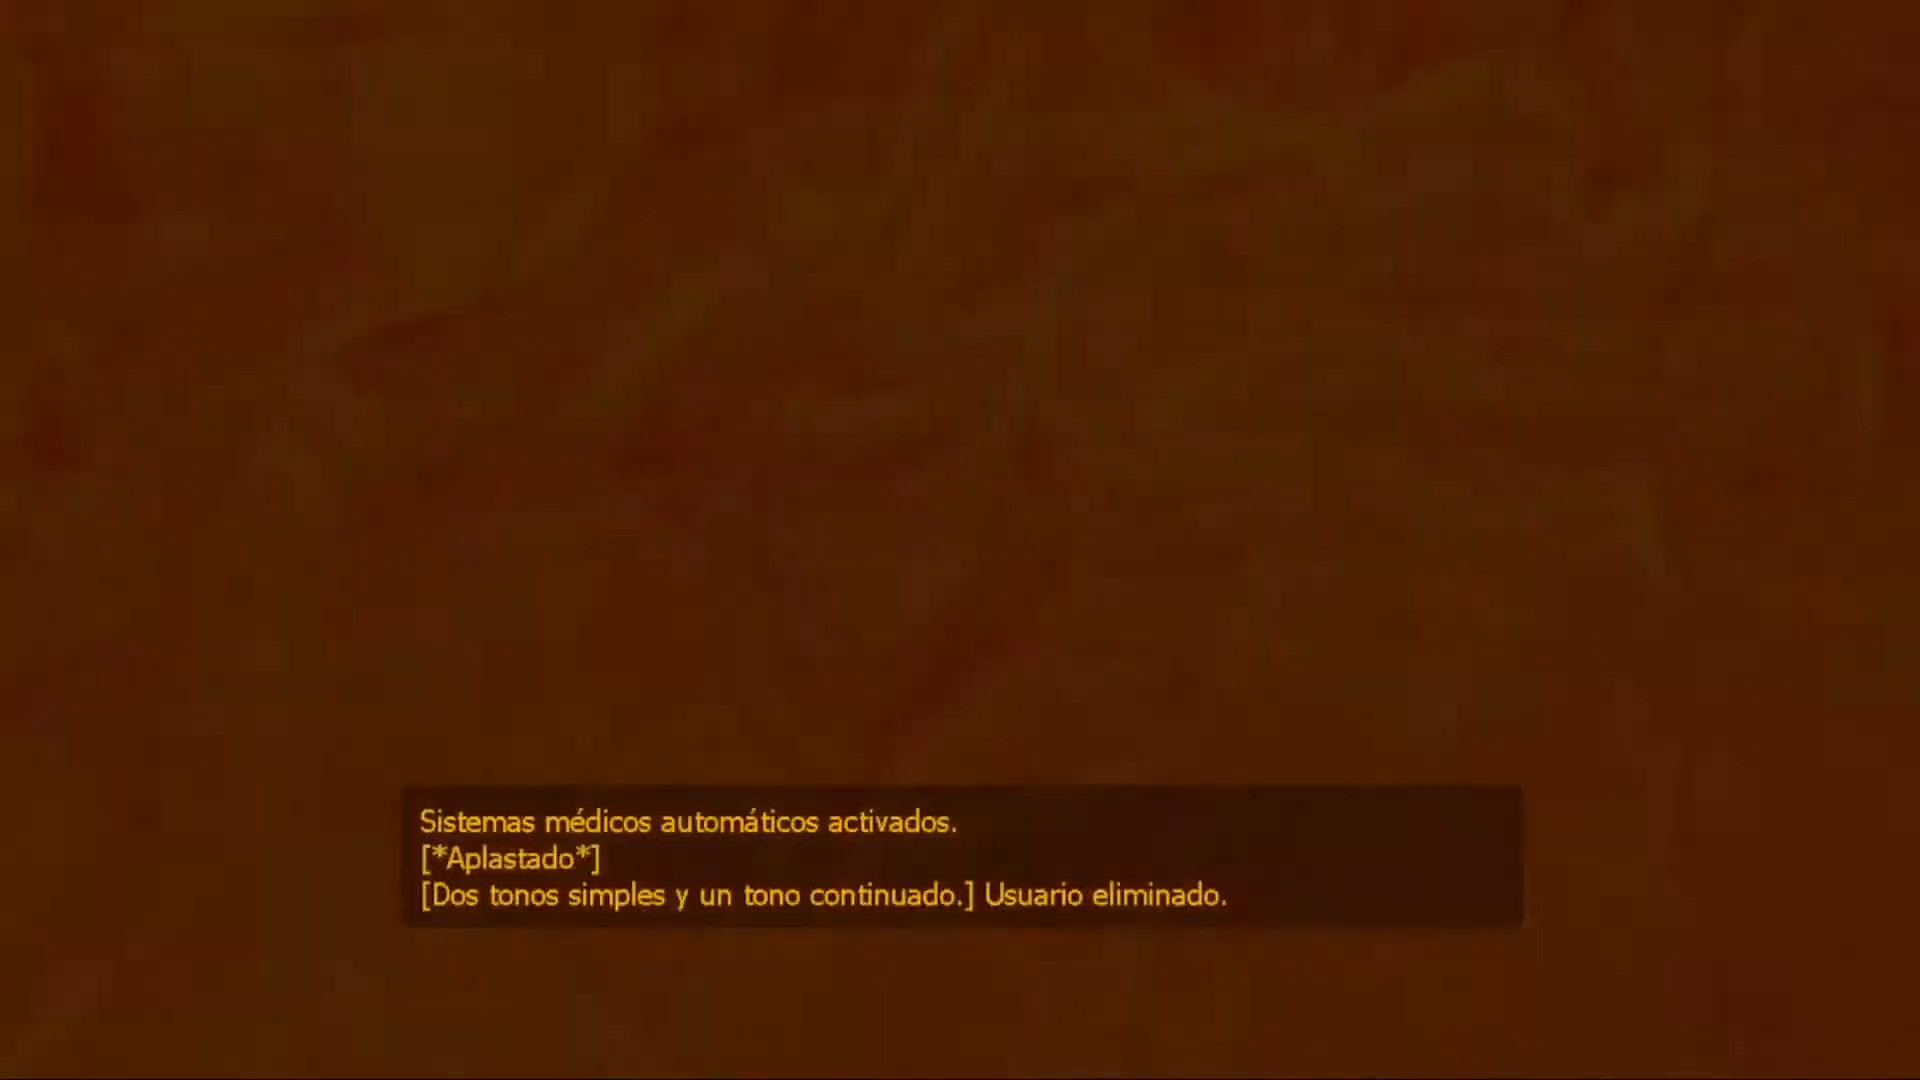 Sistemas médicos automáticos activados.
[*Aplastado*]
[Dos tonos simples y un tono continuado.] Usuario eliminado.